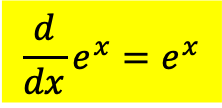 d/dx e^x = e^x